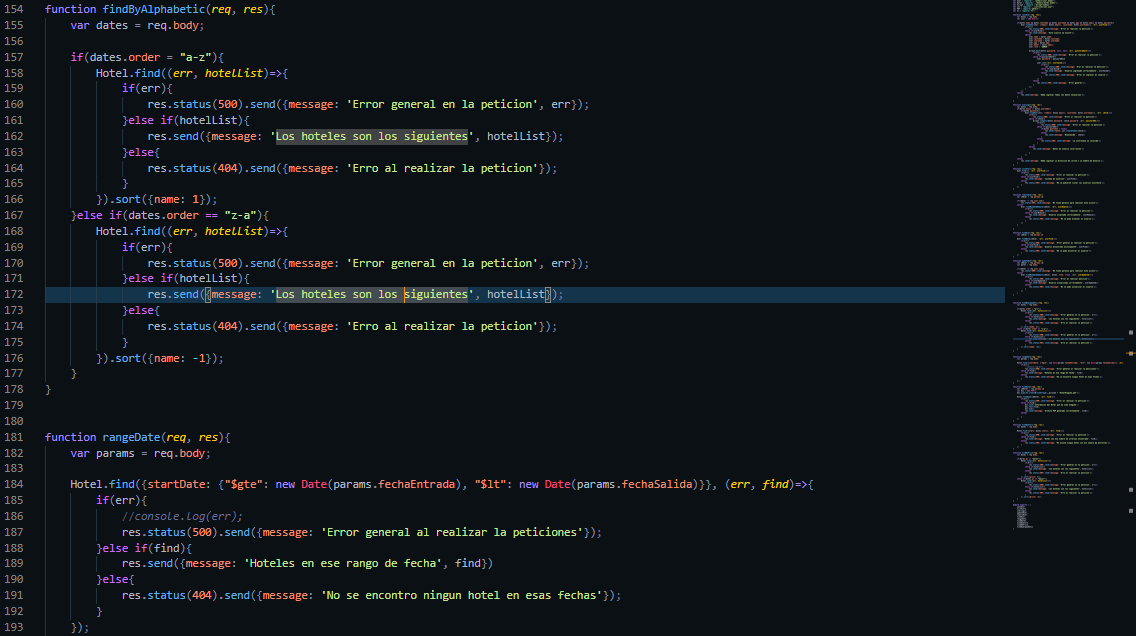 154 function findByAlphabetic(req, res){
155     var dates = req.body;
156
157     if(dates.order = "a-z"){
158         Hotel.find((err, hotelList)=>{
159             if(err){
160                 res.status(500).send({message: 'Error general en la peticion', err});
161             }else if(hotelList){
162                 res.send({message: 'Los hoteles son los siguientes', hotelList});
163             }else{
164                 res.status(404).send({message: 'Erro al realizar la peticion'});
165             }
166         }).sort({name: 1});
167     }else if(dates.order == "z-a"){
168         Hotel.find((err, hotelList)=>{
169             if(err){
170                 res.status(500).send({message: 'Error general en la peticion', err});
171             }else if(hotelList){
172                 res.send({message: 'Los hoteles son los siguientes', hotelList});
173             }else{
174                 res.status(404).send({message: 'Erro al realizar la peticion'});
175             }
176         }).sort({name: -1});
177     }
178 }
179
180
181 function rangeDate(req, res){
182     var params = req.body;
183
184     Hotel.find({startDate: {"$gte": new Date(params.fechaEntrada), "$lt": new Date(params.fechaSalida)}}, (err, find)=>{
185         if(err){
186             //console.log(err);
187             res.status(500).send({message: 'Error general al realizar la peticiones'});
188         }else if(find){
189             res.send({message: 'Hoteles en ese rango de fecha', find})
190         }else{
191             res.status(404).send({message: 'No se encontro ningun hotel en esas fechas'});
192         }
193     });